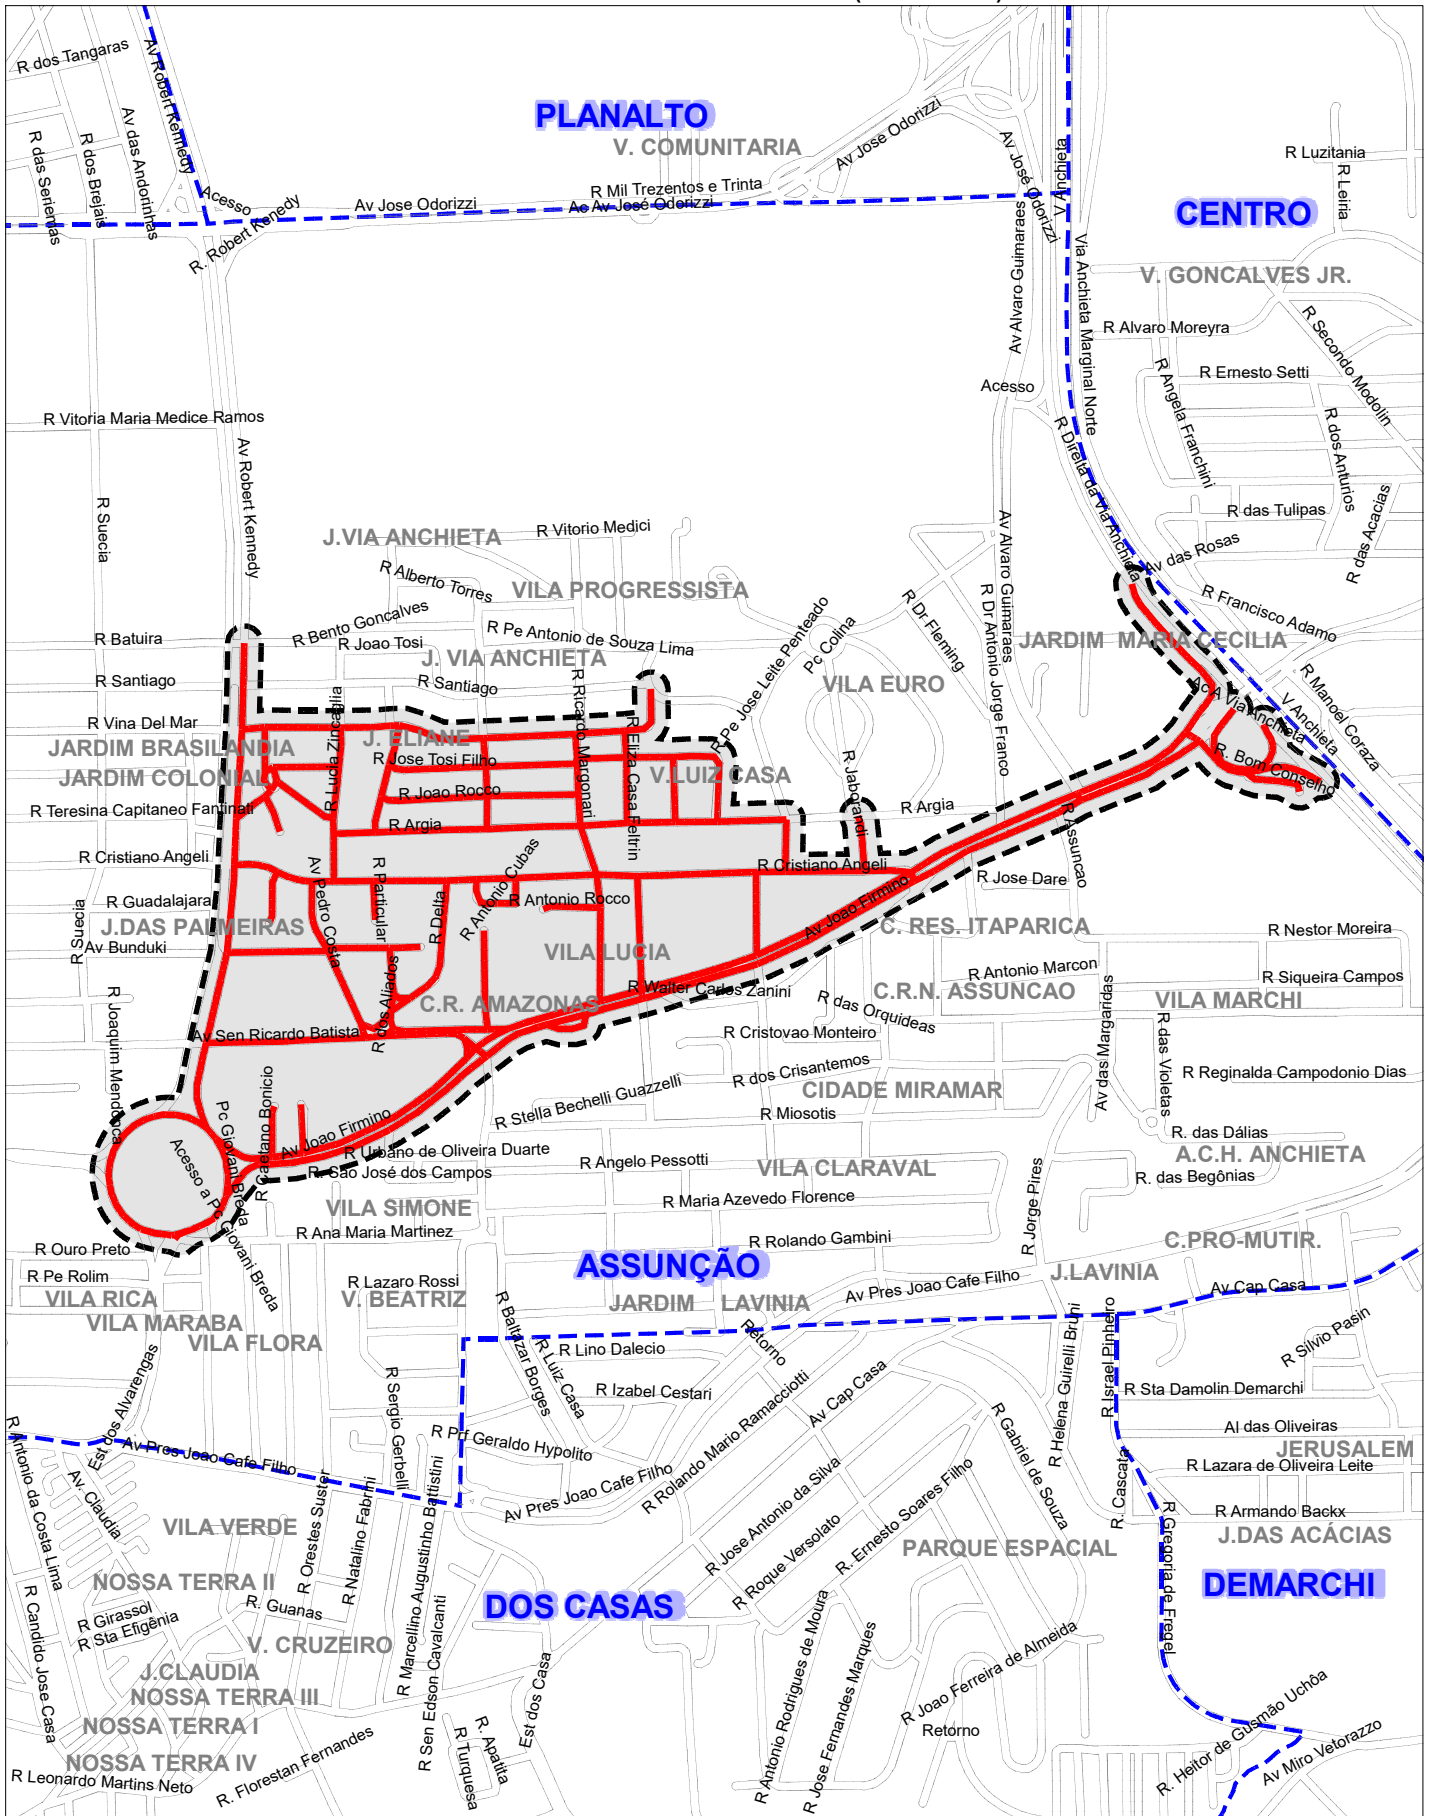 R dos Tangaras
Av Robert Kennedy
PLANALTO
V. COMUNITARIA
Av Jose Odorizzi
Av José Odorizzi
V Anchieta
R Luzitania
R Leiria
R das Seriemas
R dos Brejais
Av das Andorinhas
Acesso
R. Robert Kenedy
Av Jose Odorizzi
R Mil Trezentos e Trinta
Ac Av José Odorizzi
CENTRO
V. GONCALVES JR.
Av Alvaro Guimaraes
Via Anchieta Marginal Norte
R Alvaro Moreyra
R Secondo Modolin
R Ernesto Setti
R Angela Franchini
Acesso
R Vitoria Maria Medice Ramos
Av Robert Kennedy
R Direita da Via Anchieta
R dos Anturios
R das Acacias
R das Tulipas
R Suecia
J.VIA ANCHIETA
R Vitorio Medici
Av Alvaro Guimaraes
Av das Rosas
R Alberto Torres
VILA PROGRESSISTA
R Francisco Adamo
R Batuira
R Bento Goncalves
R Joao Tosi
R Pe Antonio de Souza Lima
R Pe Jose Leite Penteado
Pc Colina
R Dr Fleming
R Dr Antonio Jorge Franco
JARDIM MARIA CECILIA
J. VIA ANCHIETA
R Santiago
R Santiago
VILA EURO
R Manoel Coraza
V Anchieta
Ac A Via Anchieta
R Vina Del Mar
R Lucia Zincaglia
R Ricardo Margonari
R Eliza Casa Feltrin
JARDIM BRASILANDIA
J. ELIANE
R Jose Tosi Filho
JARDIM COLONIAL
V.LUIZ CASA
R Jaborandi
R. Bom Conselho
R Joao Rocco
R Teresina Capitaneo Fantinati
R Argia
R Argia
R Assuncao
R Cristiano Angeli
R Cristiano Angeli
R Jose Dare
Av Pedro Costa
R Particular
R Delta
R Antonio Cubas
R Antonio Rocco
R Guadalajara
J.DAS PALMEIRAS
Av Joao Firmino
C. RES. ITAPARICA
R Nestor Moreira
Av Bunduki
R Suecia
VILA LUCIA
R Antonio Marcon
R Siqueira Campos
R Walter Carlos Zanini
C.R.N. ASSUNCAO
VILA MARCHI
C.R. AMAZONAS
R dos Aliados
R das Orquideas
Av Sen Ricardo Batista
R Cristovao Monteiro
Av das Margaridas
R das Violetas
R Joaquim Mendonca
R dos Crisantemos
R Reginalda Campodonio Dias
CIDADE MIRAMAR
R Stella Bechelli Guazzelli
R Miosotis
R Caetano Bonicio
Pc Giovani Breda
Av Joao Firmino
R. das Dálias
A.C.H. ANCHIETA
Acesso a Pc Giovani Breda
R Urbano de Oliveira Duarte
R. São José dos Campos
R Angelo Pessotti
VILA CLARAVAL
R. das Begônias
R Maria Azevedo Florence
R Jorge Pires
VILA SIMONE
R Ana Maria Martinez
R Rolando Gambini
C.PRO-MUTIR.
R Ouro Preto
ASSUNÇÃO
R Pe Rolim
R Lazaro Rossi
J.LAVINIA
Av Pres Joao Cafe Filho
Av Cap Casa
VILA RICA
V. BEATRIZ
JARDIM LAVINIA
VILA MARABA
VILA FLORA
R Baltazar Borges
R Luiz Casa
Retorno
R Silvio Pasin
R Lino Dalecio
R Izabel Cestari
R Helena Guirelli Bruni
R Israel Pinheiro
R Sta Damolin Demarchi
Est dos Alvarengas
R Sergio Gerbelli
R Rolando Mario Ramacciotti
Av Cap Casa
Al das Oliveiras
JERUSALEM
R Antonio da Costa Lima
Av Pres Joao Cafe Filho
R Prf Geraldo Hypolito
R Gabriel de Souza
R. Cascata
R Lazara de Oliveira Leite
Av. Claudia
R Orestes Suster
R Natalino Fabrini
R Marcellino Augustinho Battistini
Av Pres Joao Cafe Filho
R Jose Antonio da Silva
R Roque Versolato
R. Ernesto Soares Filho
R Armando Backx
J.DAS ACÁCIAS
VILA VERDE
PARQUE ESPACIAL
R Gregoria de Fregel
NOSSA TERRA II
DEMARCHI
R Candido Jose Casa
R Girassol
R. Guanas
DOS CASAS
R Sta Efigênia
V. CRUZEIRO
R Sen Edson Cavalcanti
Est dos Casa
R Antonio Rodrigues de Moura
R Jose Fernandes Marques
R Joao Ferreira de Almeida
J.CLAUDIA
NOSSA TERRA III
NOSSA TERRA I
Retorno
NOSSA TERRA IV
R Leonardo Martins Neto
R. Florestan Fernandes
R Turquesa
R. Apatita
R. Heitor de Gusmão Uchôa
Av Miro Vetorazzo